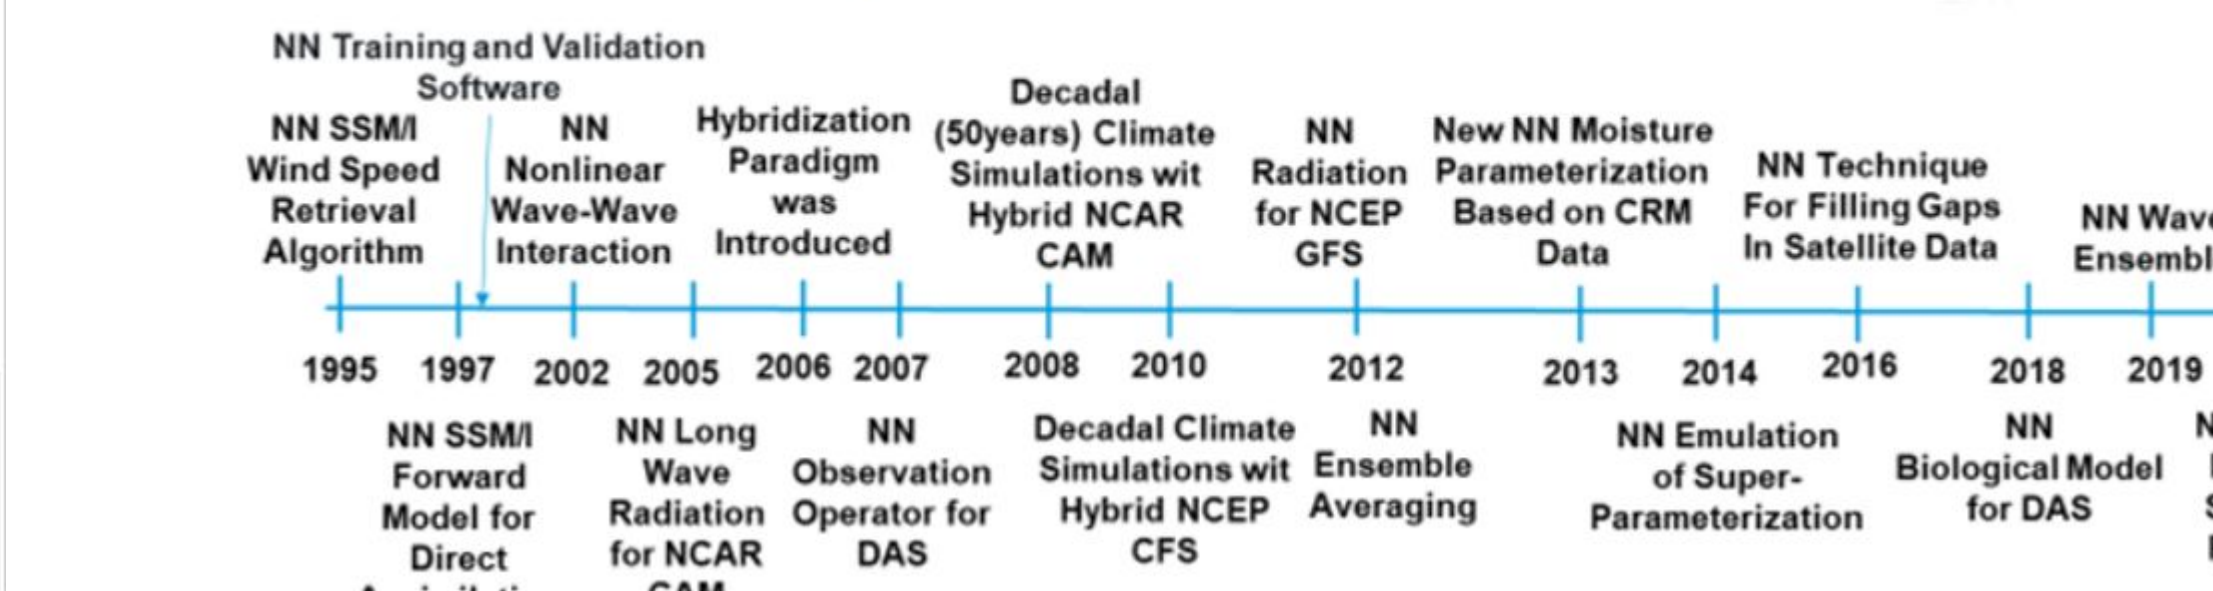 NN Training and Validation
Software
NN SSM/I
Wind Speed
Retrieval
Algorithm
NN
Nonlinear
Wave-Wave
Interaction
Hybridization
Paradigm
was
Introduced
Decadal
(50years) Climate
Simulations wit
Hybrid NCAR
CAM
NN
Radiation
for NCEP
GFS
New NN Moisture
Parameterization
Based on CRM
Data
NN Technique
For Filling Gaps
In Satellite Data
NN
1995 1997 2002 2005 2006 2007 2008 2010 2012 2013 2014 2016 2018 2019
NN SSM/I
Forward
Model for
Direct
NN Long
Wave
Radiation
for NCAR
CAM
NN
Observation
Operator for
DAS
Decadal Climate
Simulations wit
Hybrid NCEP
CFS
NN
Ensemble
Averaging
NN Emulation
of Super-
Parameterization
NN
Biological Model
for DAS